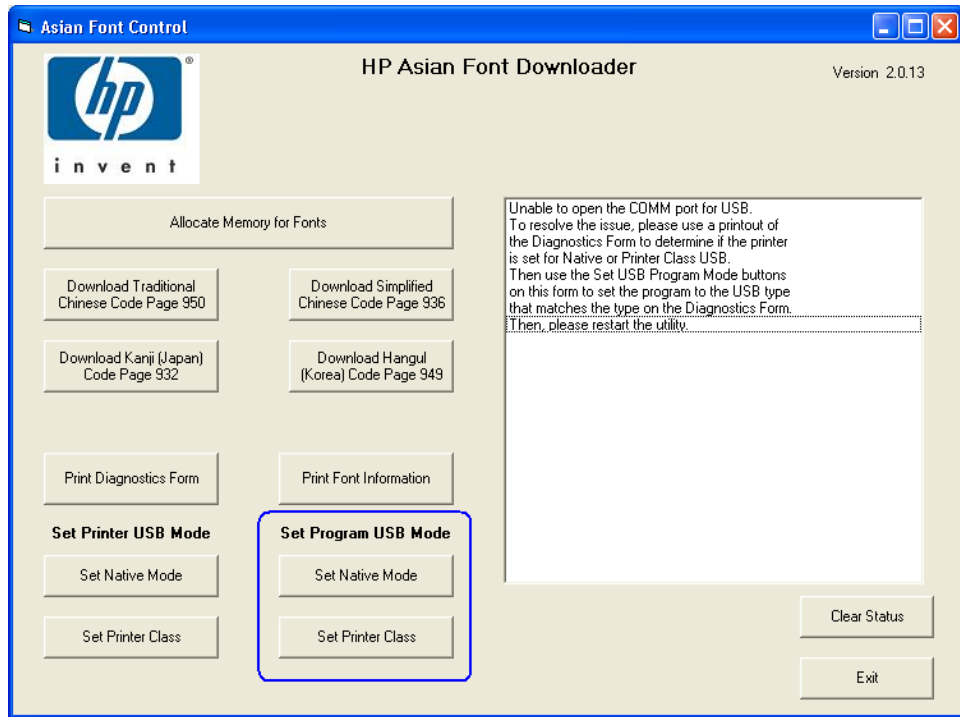 Asian Font Control
hp
®
invent
HP Asian Font Downloader
Version 2.0.13
Allocate Memory for Fonts
Download Traditional
Chinese Code Page 950
Download Simplified
Chinese Code Page 936
Download Kanji (Japan)
Code Page 932
Download Hangul
(Korea) Code Page 949
Print Diagnostics Form
Print Font Information
Set Printer USB Mode
Set Program USB Mode
Set Native Mode
Set Native Mode
Set Printer Class
Set Printer Class
Unable to open the COMM port for USB.
To resolve the issue, please use a printout of
the Diagnostics Form to determine if the printer
is set for Native or Printer Class USB.
Then use the Set USB Program Mode buttons
on this form to set the program to the USB type
that matches the type on the Diagnostics Form.
Then, please restart the utility.
Clear Status
Exit